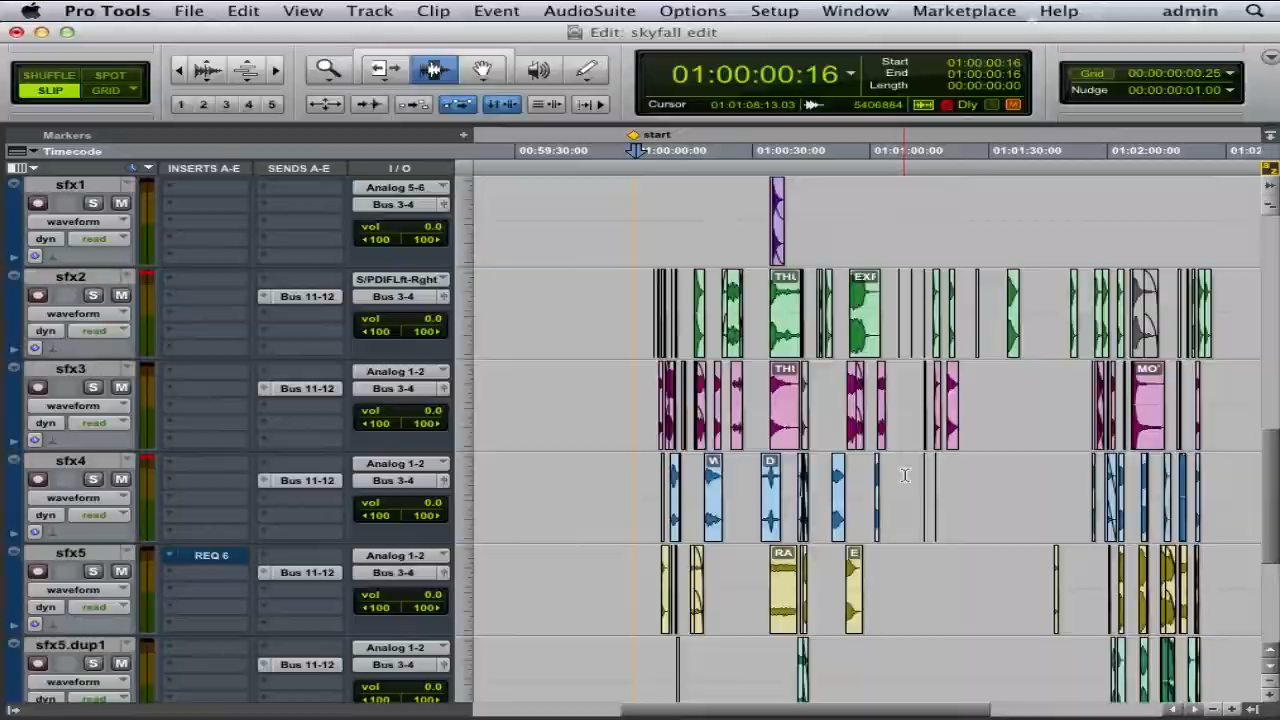 Pro Tools File Edit View Track Clip Event AudioSuite Options Setup Window Marketplace Help admin
Edit: skyfall edit
SHUFFLE SPOT
SLIP GRID
1 2 3 4 5
01:00:00:16
Start 01:00:00:16
End 01:00:00:16
Length 00:00:00;00
Cursor 01:01:08:13.03 5406884 Dly
Grid 00:00:00:00.25
Nudge 00:00:00:01.00
Markers
start
Timecode
00:59:30:00 1:00:00:00 01:00:30:00 01:01:00:00 01:01:30:00 01:02:00:00 01:02
INSERTS A-E SENDS A-E I / O
sfx1
S M
waveform
dyn read
Analog 5-6
Bus 3-4
vol 0.0
100 100
sfx2
S M
waveform
dyn read
Bus 11-12
S/PDIFLft-Rght
Bus 3-4
vol 0.0
100 100
EXF
sfx3
S M
waveform
dyn read
Bus 11-12
Analog 1-2
Bus 3-4
vol 0.0
100 100
MO
sfx4
S M
waveform
dyn read
Bus 11-12
Analog 1-2
Bus 3-4
vol 0.0
100 100
W D
sfx5
S M
waveform
dyn read
REQ 6
Bus 11-12
Analog 1-2
Bus 3-4
vol 0.0
100 100
RA E
sfx5.dup1
S M
waveform
dyn read
Bus 11-12
Analog 1-2
Bus 3-4
vol 0.0
100 100